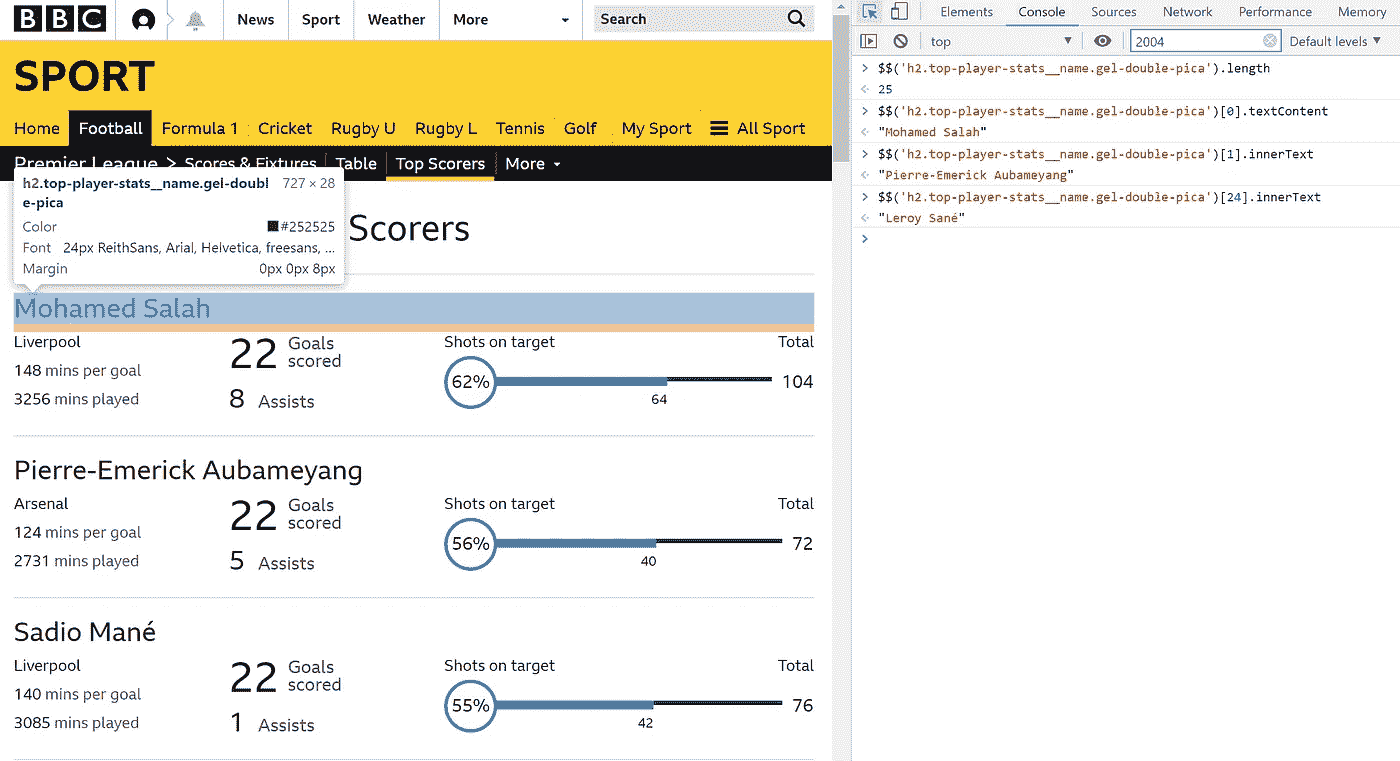 BBC
News
Sport
Weather
More
Search
SPORT
Home
Football
Formula 1
Cricket
Rugby U
Rugby L
Tennis
Golf
My Sport
All Sport
Premier League > Scores & Fixtures
Table
Top Scorers
More
h2.top-player-stats__name.gel-doubl
e-pica
727 × 28
Color
#252525
Font 24px ReithSans, Arial, Helvetica, freesans, ...
Margin
0px 0px 8px
Scorers
Mohamed Salah
Liverpool
148 mins per goal
3256 mins played
22
Goals
scored
8 Assists
Shots on target
Total
62%
64
104
Pierre-Emerick Aubameyang
Arsenal
124 mins per goal
2731 mins played
22
Goals
scored
5 Assists
Shots on target
Total
56%
40
72
Sadio Mané
Liverpool
140 mins per goal
3085 mins played
22
Goals
scored
1 Assists
Shots on target
Total
55%
42
76
Elements
Console
Sources
Network
Performance
Memory
top
2004
Default levels
> $$('h2.top-player-stats__name.gel-double-pica').length
25
> $$('h2.top-player-stats__name.gel-double-pica')[0].textContent
"Mohamed Salah"
> $$('h2.top-player-stats__name.gel-double-pica')[1].innerText
"Pierre-Emerick Aubameyang"
> $$('h2.top-player-stats__name.gel-double-pica')[24].innerText
"Leroy Sané"
>